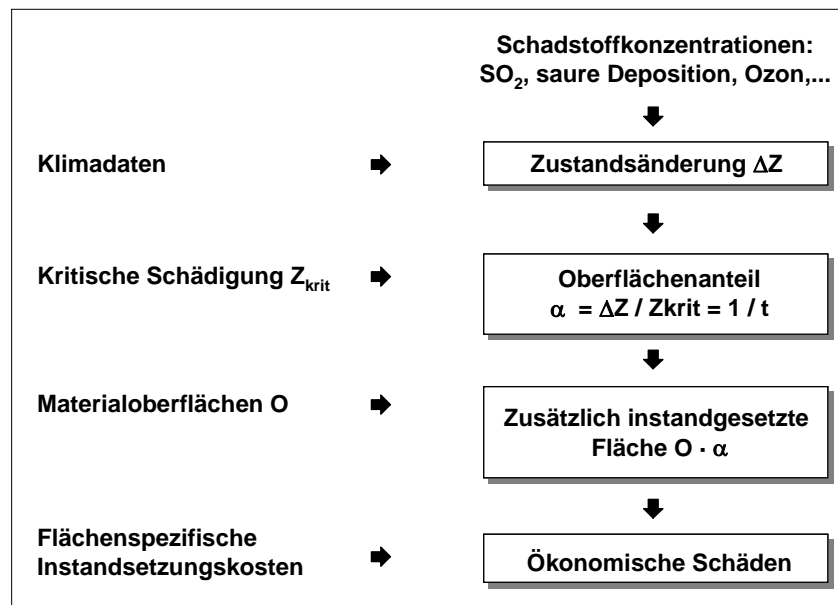 Schadstoffkonzentrationen:
SO₂, saure Deposition, Ozon,...
Klimadaten
Zustandsänderung ΔZ
Kritische Schädigung Z_krit
Oberflächenanteil
α = ΔZ / Zkrit = 1 / t
Materialoberflächen O
Zusätzlich instandgesetzte
Fläche O · α
Flächenspezifische
Instandsetzungskosten
Ökonomische Schäden